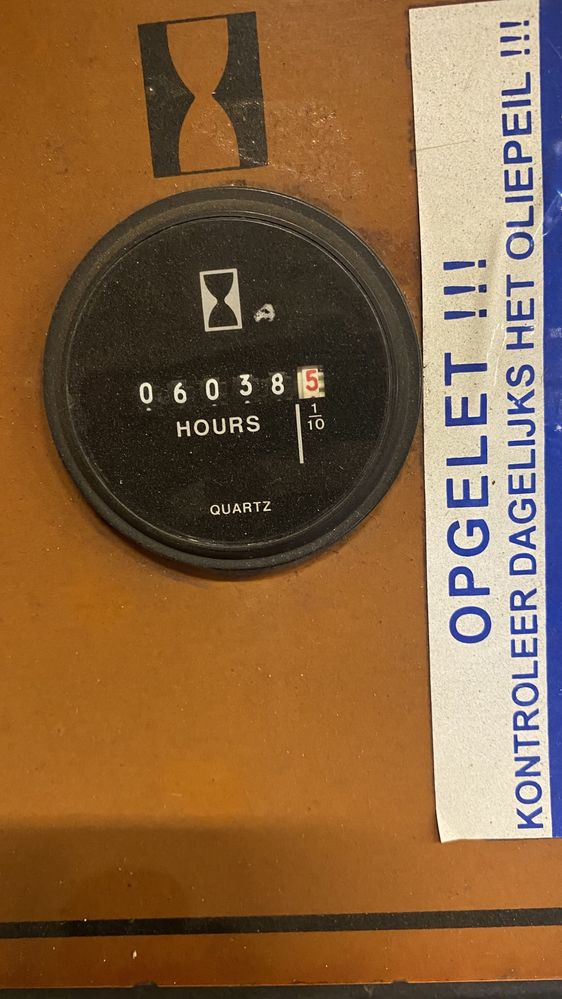 060385
HOURS
1/10
QUARTZ
OPGELET !!!
KONTROLEER DAGELIJKS HET OLIEPEIL !!!